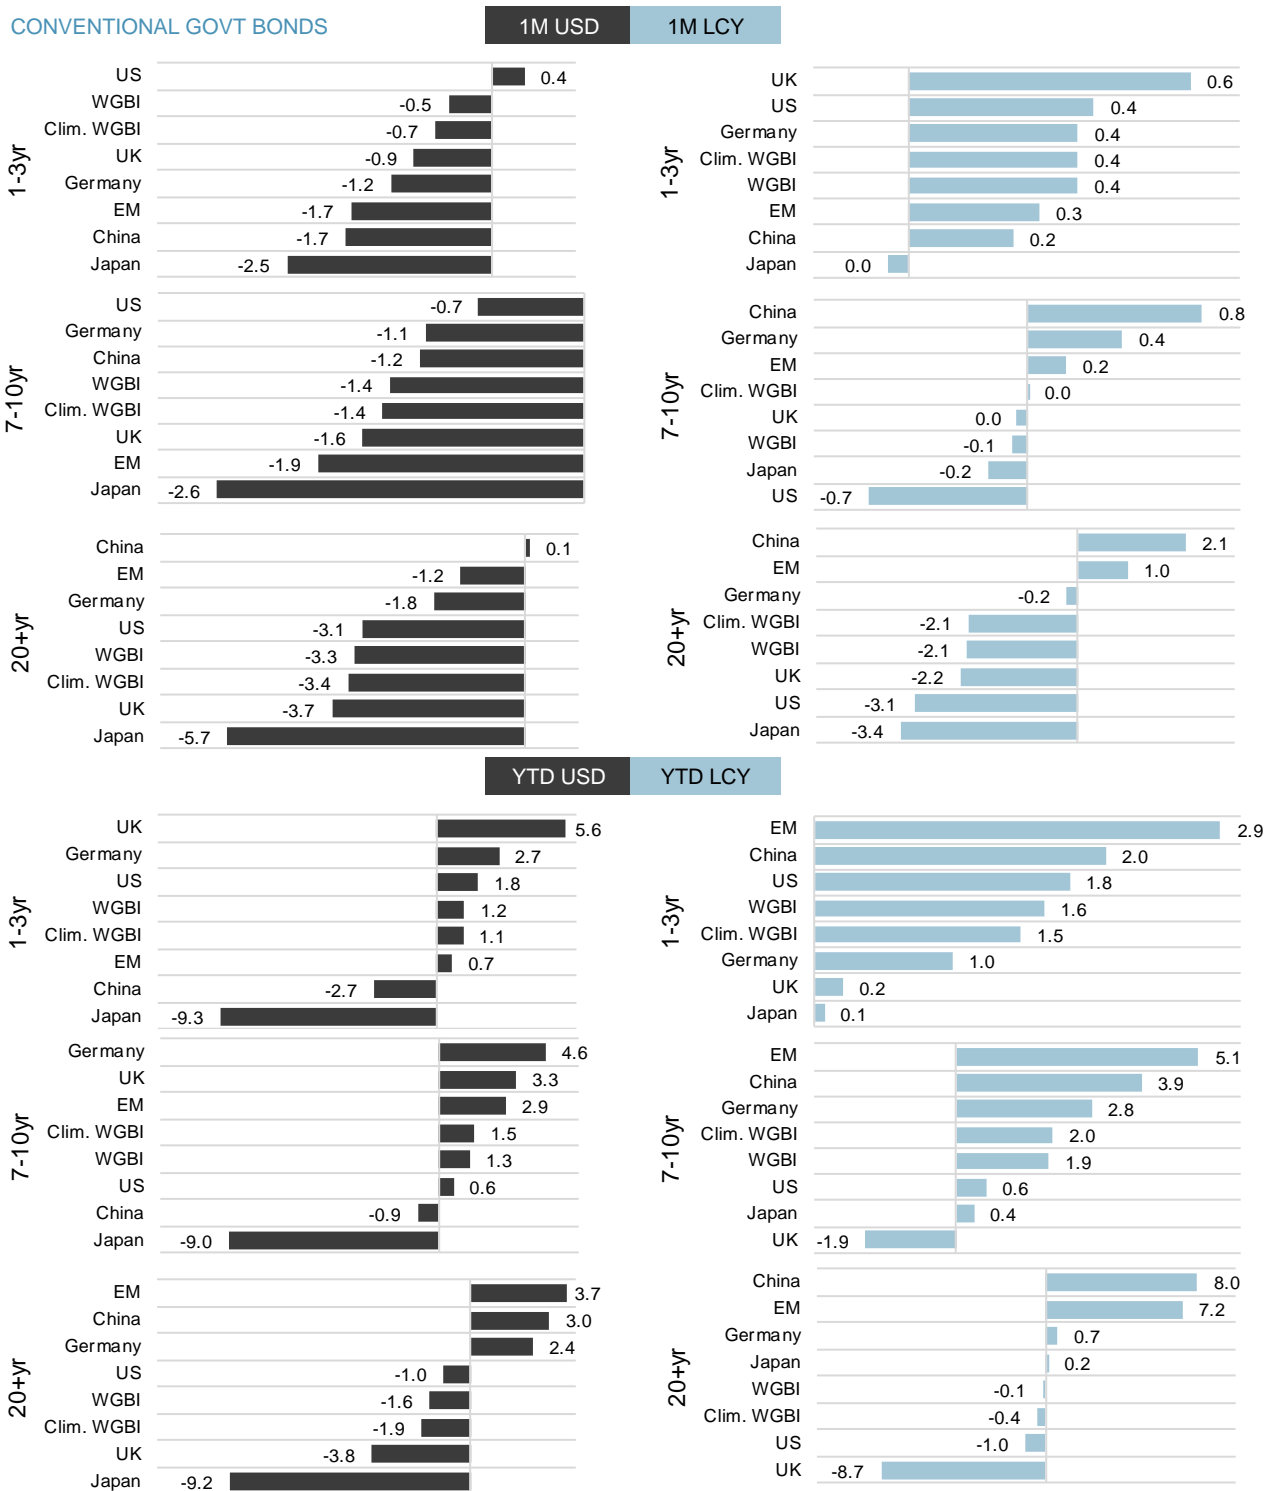 CONVENTIONAL GOVT BONDS
1M USD 1M LCY
1-3yr
US 0.4
WGBI -0.5
Clim. WGBI -0.7
UK -0.9
Germany -1.2
EM -1.7
China -1.7
Japan -2.5
1-3yr
UK 0.6
US 0.4
Germany 0.4
Clim. WGBI 0.4
WGBI 0.4
EM 0.3
China 0.2
Japan 0.0
7-10yr
US -0.7
Germany -1.1
China -1.2
WGBI -1.4
Clim. WGBI -1.4
UK -1.6
EM -1.9
Japan -2.6
7-10yr
China 0.8
Germany 0.4
EM 0.2
Clim. WGBI 0.0
UK 0.0
WGBI -0.1
Japan -0.2
US -0.7
20+yr
China 0.1
EM -1.2
Germany -1.8
US -3.1
WGBI -3.3
Clim. WGBI -3.4
UK -3.7
Japan -5.7
20+yr
China 2.1
EM 1.0
Germany -0.2
Clim. WGBI -2.1
WGBI -2.1
UK -2.2
US -3.1
Japan -3.4
YTD USD YTD LCY
1-3yr
UK 5.6
Germany 2.7
US 1.8
WGBI 1.2
Clim. WGBI 1.1
EM 0.7
China -2.7
Japan -9.3
1-3yr
EM 2.9
China 2.0
US 1.8
WGBI 1.6
Clim. WGBI 1.5
Germany 1.0
UK 0.2
Japan 0.1
7-10yr
Germany 4.6
UK 3.3
EM 2.9
Clim. WGBI 1.5
WGBI 1.3
US 0.6
China -0.9
Japan -9.0
7-10yr
EM 5.1
China 3.9
Germany 2.8
Clim. WGBI 2.0
WGBI 1.9
US 0.6
Japan 0.4
UK -1.9
20+yr
EM 3.7
China 3.0
Germany 2.4
US -1.0
WGBI -1.6
Clim. WGBI -1.9
UK -3.8
Japan -9.2
20+yr
China 8.0
EM 7.2
Germany 0.7
Japan 0.2
WGBI -0.1
Clim. WGBI -0.4
US -1.0
UK -8.7